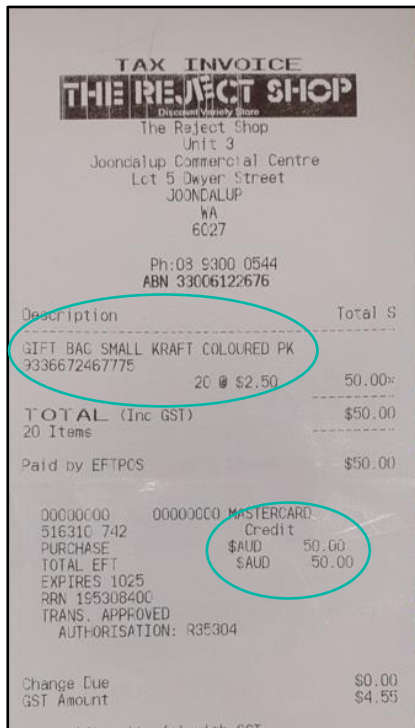 TAX INVOICE
THE REJECT SHOP
Discount Variety Store
The Reject Shop
Unit 3
Joondalup Commercial Centre
Lot 5 Dwyer Street
JOONDALUP
WA
6027
Ph:08 9300 0544
ABN 33006122676
Description Total $
GIFT BAG SMALL KRAFT COLOURED PK
9336672467775
20 @ $2.50 50.00*
TOTAL (Inc GST) $50.00
20 Items
Paid by EFTPOS $50.00
00000000 00000000 MASTERCARD
516310 742 Credit
PURCHASE $AUD 50.00
TOTAL EFT $AUD 50.00
EXPIRES 1025
RRN 195308400
TRANS. APPROVED
AUTHORISATION: R35304
Change Due $0.00
GST Amount $4.55